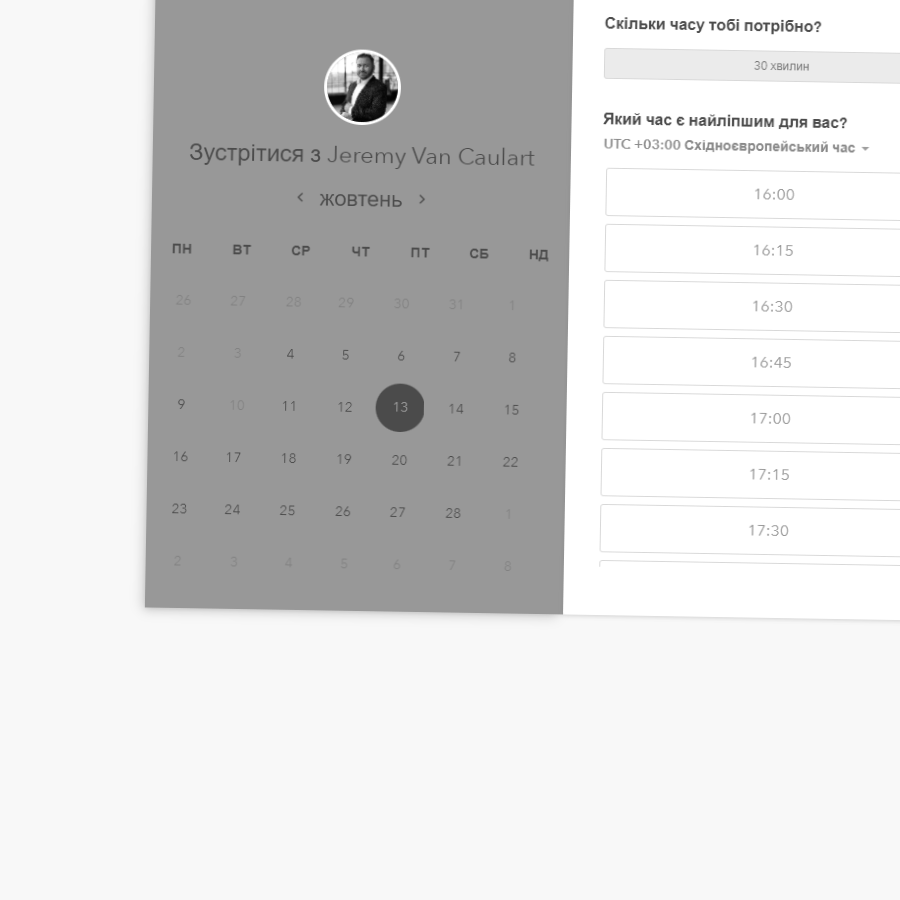 Зустрітися з Jeremy Van Caulart
жовтень
ПН ВТ СР ЧТ ПТ СБ НД
26 27 28 29 30 31 1
2 3 4 5 6 7 8
9 10 11 12 13 14 15
16 17 18 19 20 21 22
23 24 25 26 27 28 1
2 3 4 5 6 7 8
Скільки часу тобі потрібно?
30 хвилин
Який час є найліпшим для вас?
UTC +03:00 Східноєвропейський час
16:00
16:15
16:30
16:45
17:00
17:15
17:30